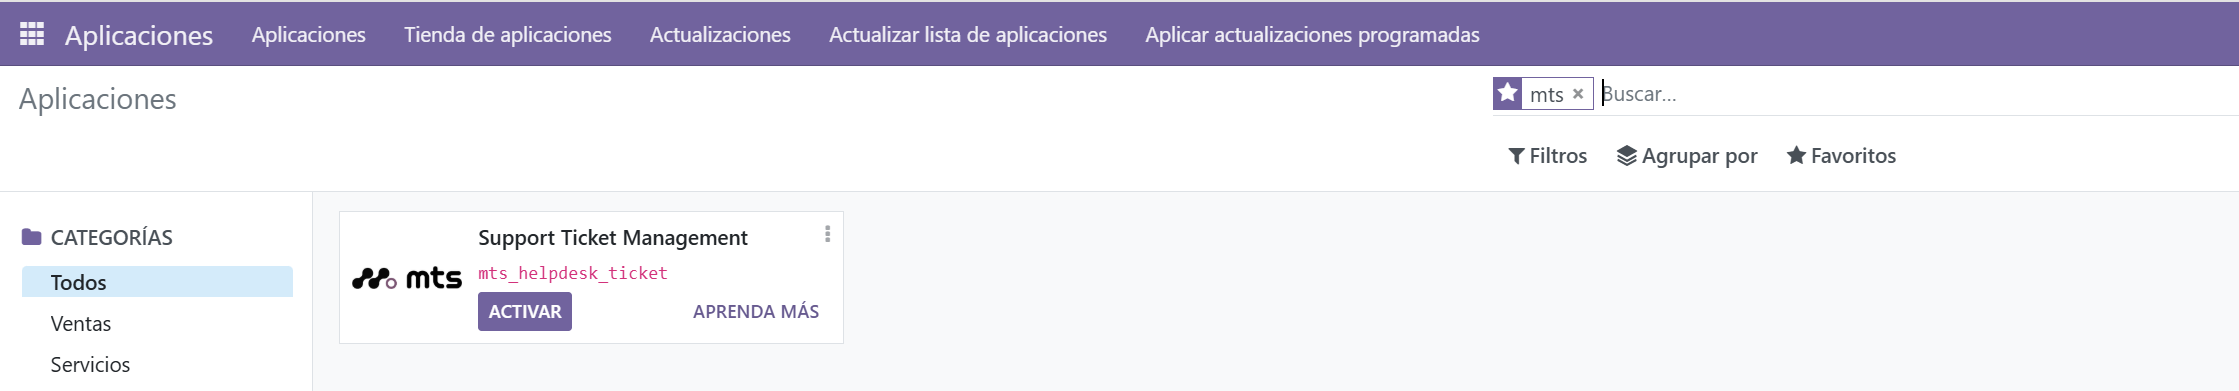 Aplicaciones Aplicaciones Tienda de aplicaciones Actualizaciones Actualizar lista de aplicaciones Aplicar actualizaciones programadas
Aplicaciones
mts × Buscar...
Filtros Agrupar por Favoritos
CATEGORÍAS
Todos
Ventas
Servicios
mts
Support Ticket Management
mts_helpdesk_ticket
ACTIVAR APRENDA MÁS